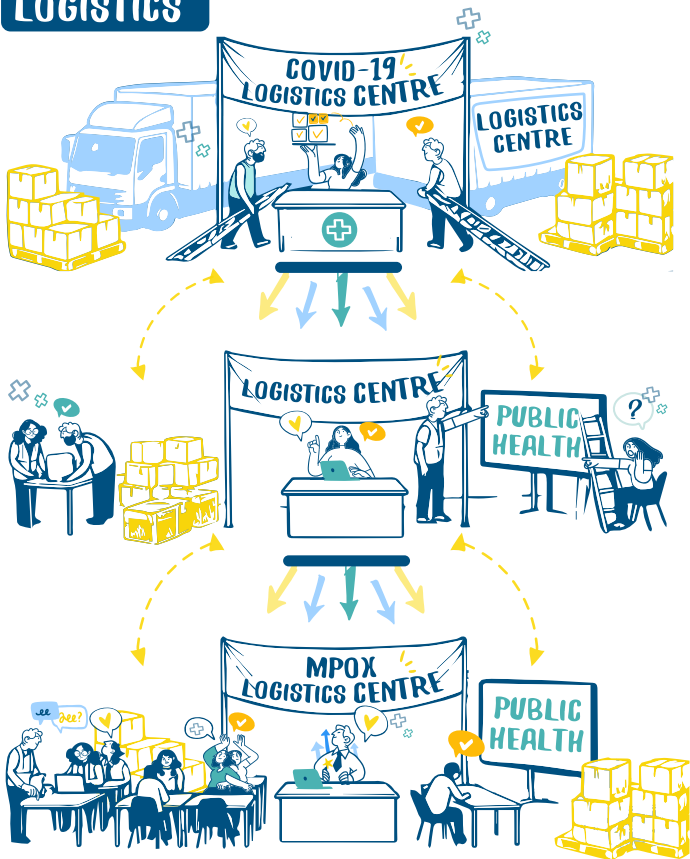 LOGISTICS
COVID-19
LOGISTICS CENTRE
LOGISTICS
CENTRE
LOGISTICS CENTRE
PUBLIC
HEALTH
?
MPOX
LOGISTICS CENTRE
PUBLIC
HEALTH